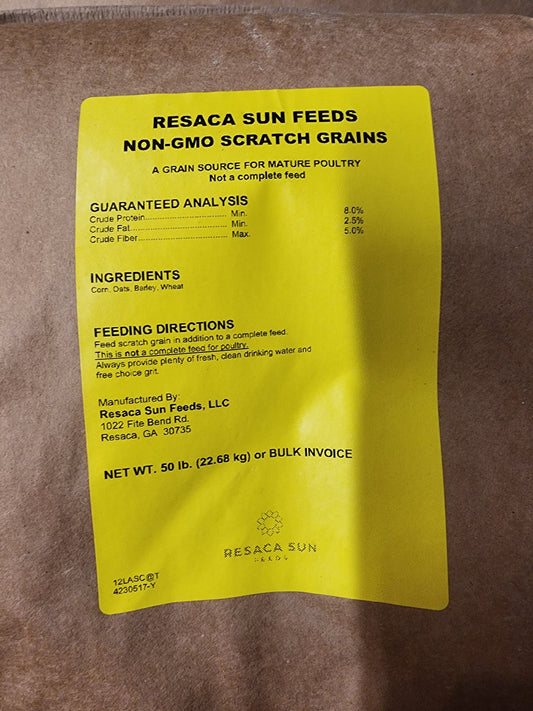 RESACA SUN FEEDS
NON-GMO SCRATCH GRAINS
A GRAIN SOURCE FOR MATURE POULTRY
Not a complete feed
GUARANTEED ANALYSIS
Crude Protein................................ Min. 8.0%
Crude Fat...................................... Min. 2.5%
Crude Fiber................................... Max. 5.0%
INGREDIENTS
Corn, Oats, Barley, Wheat
FEEDING DIRECTIONS
Feed scratch grain in addition to a complete feed.
This is not a complete feed for poultry.
Always provide plenty of fresh, clean drinking water and
free choice grit.
Manufactured By:
Resaca Sun Feeds, LLC
1022 Fite Bend Rd.
Resaca, GA 30735
NET WT. 50 lb. (22.68 kg) or BULK INVOICE
RESACA SUN
FEEDS
12LASC@T
4230517-Y